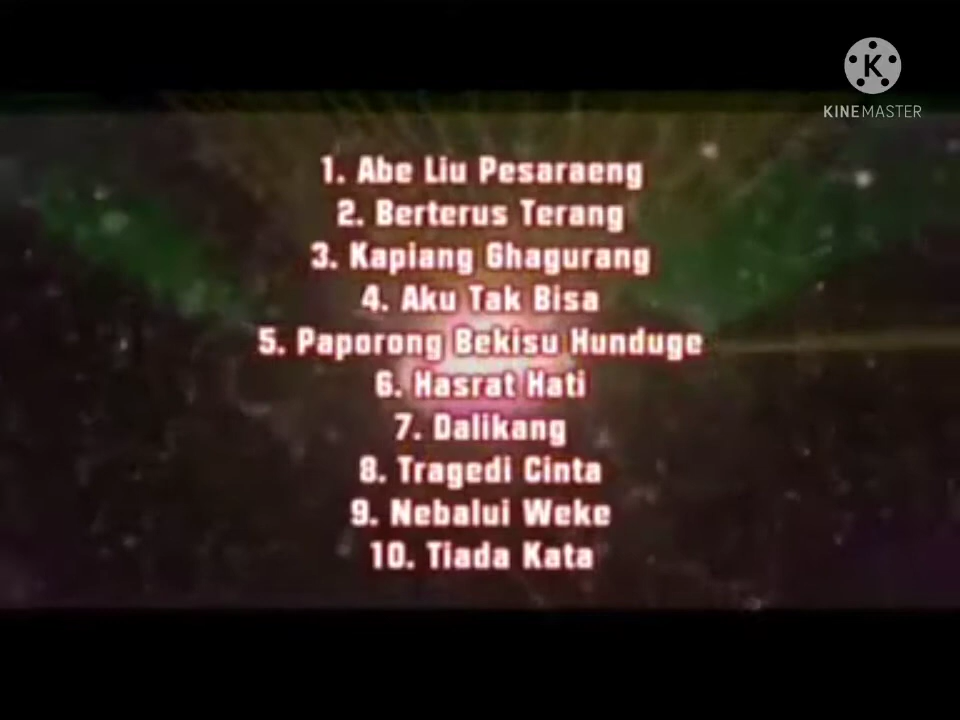 KINEMASTER
1. Abe Liu Pesaraeng
2. Berterus Terang
3. Kapiang Ghagurang
4. Aku Tak Bisa
5. Paporong Bekisu Hunduge
6. Hasrat Hati
7. Dalikang
8. Tragedi Cinta
9. Nebalui Weke
10. Tiada Kata